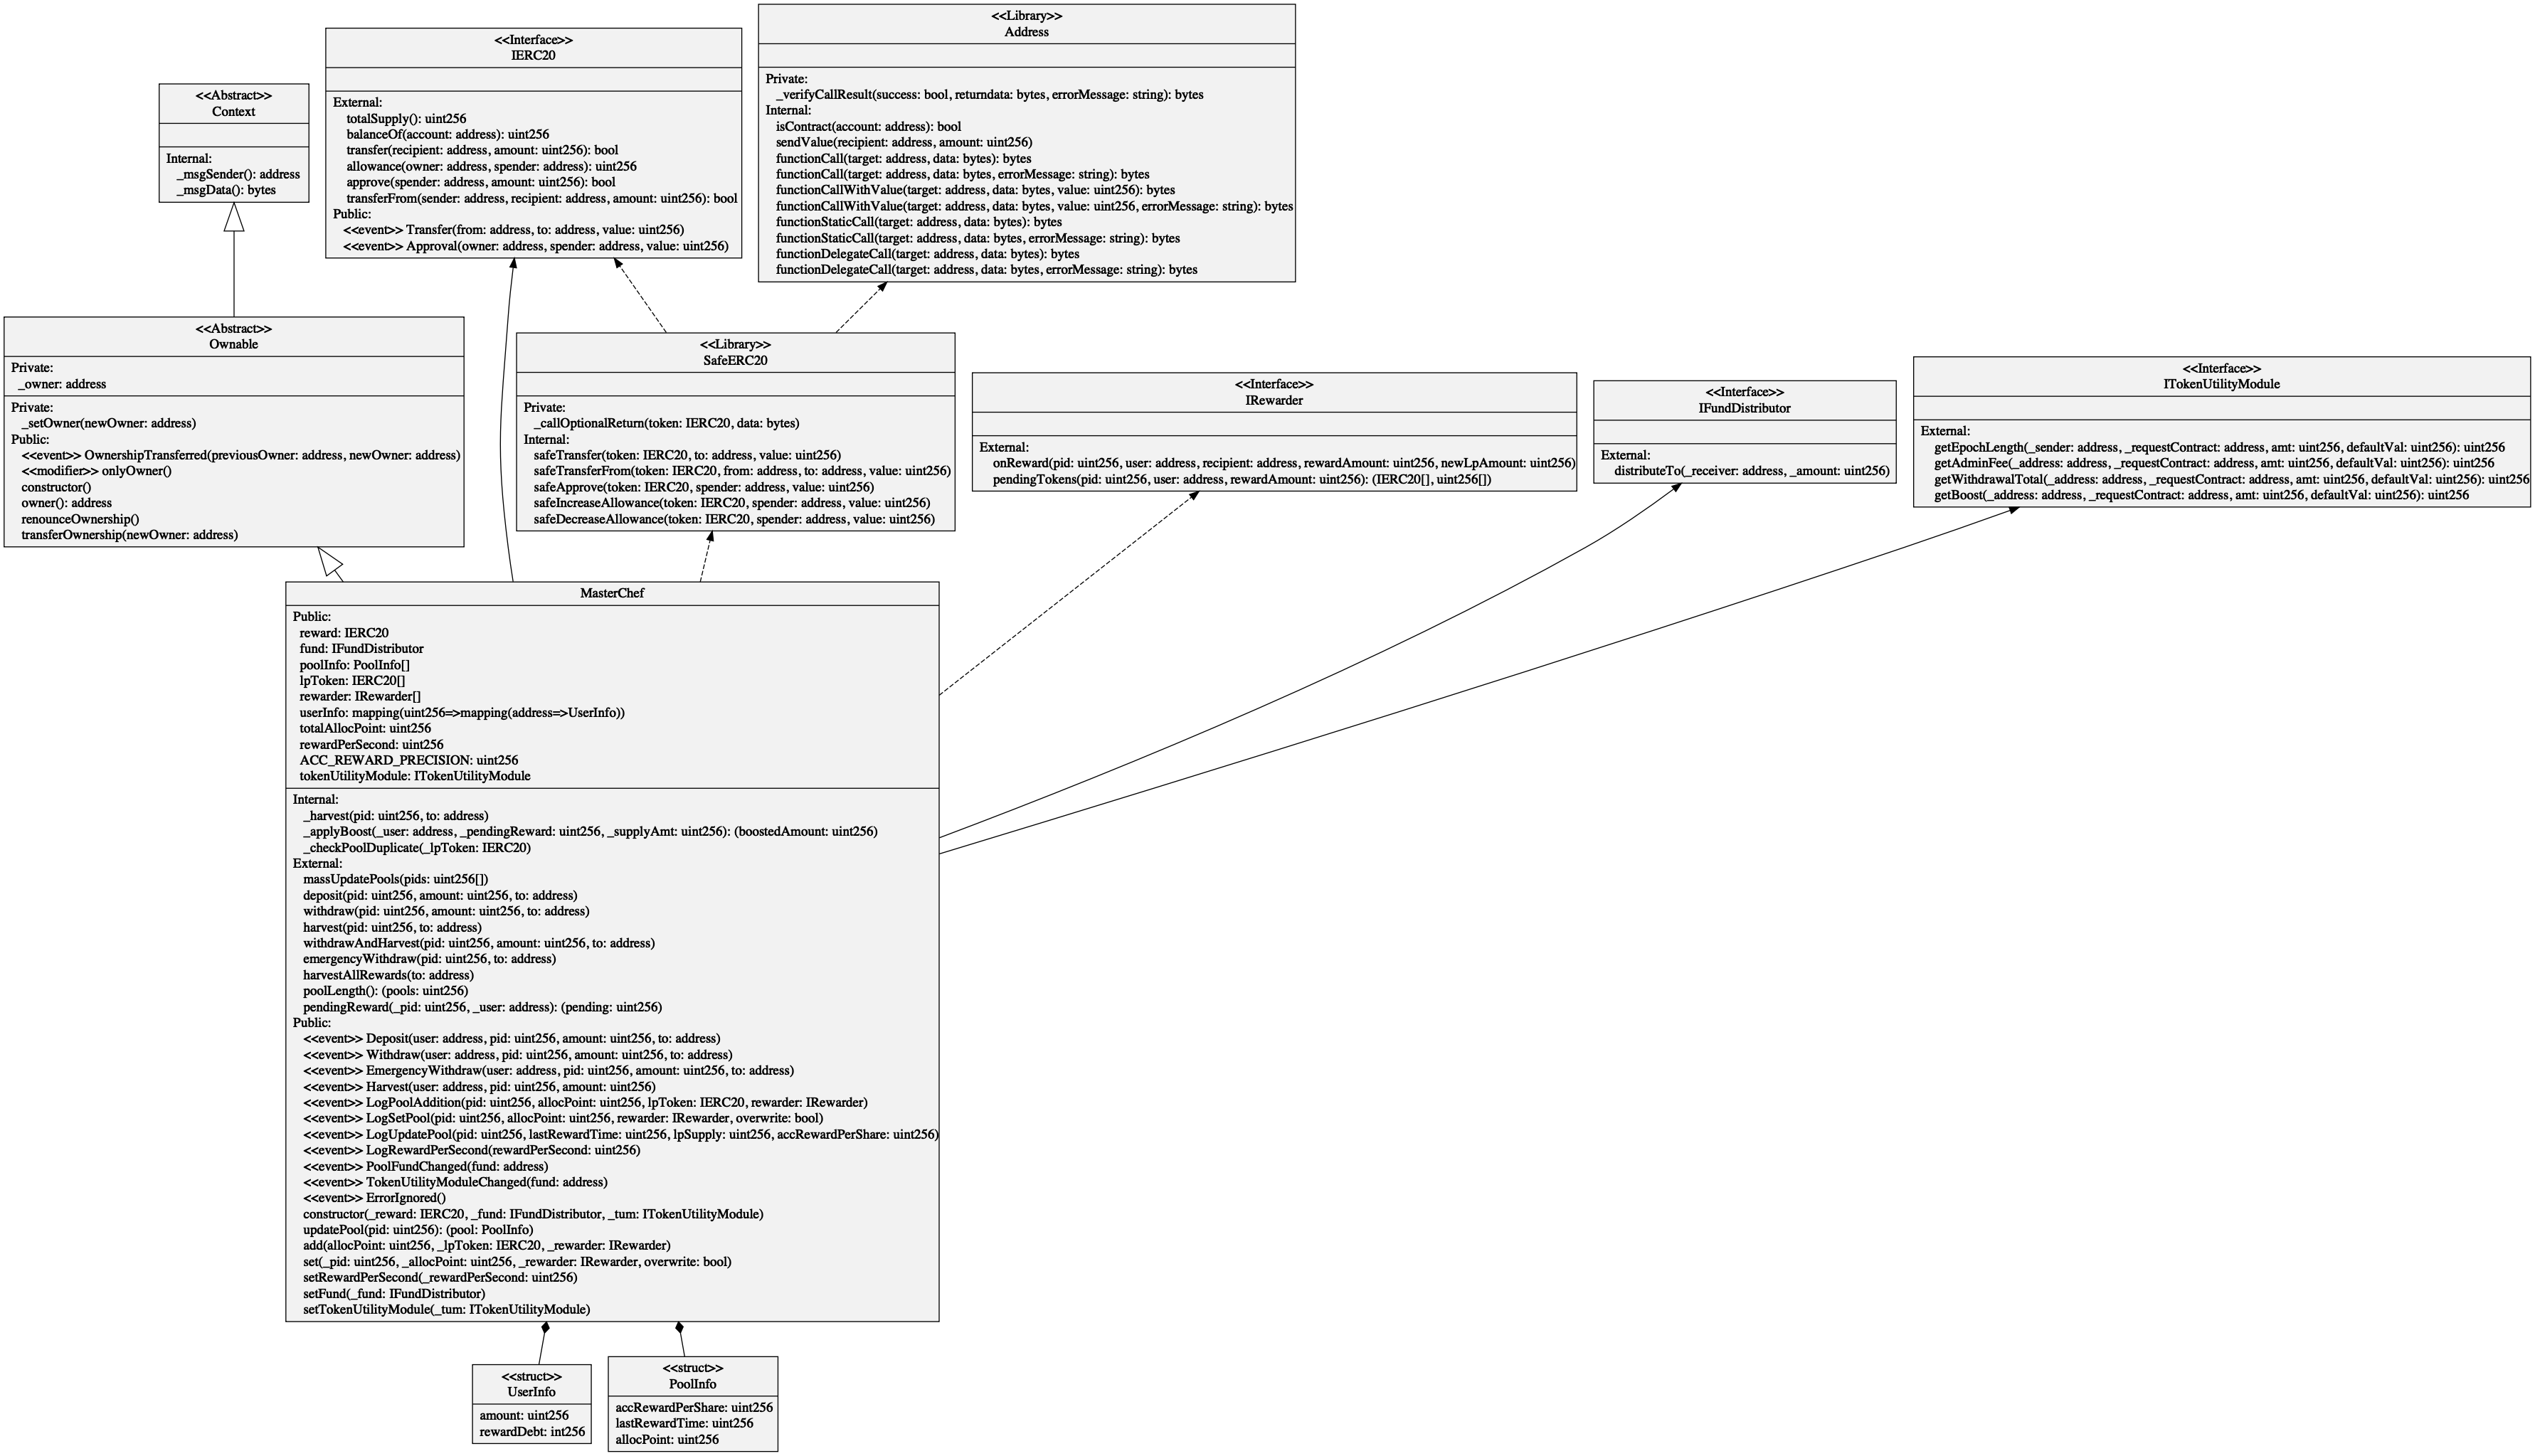 <<Abstract>>
Context
Internal:
_msgSender(): address
_msgData(): bytes
<<Interface>>
IERC20
External:
totalSupply(): uint256
balanceOf(account: address): uint256
transfer(recipient: address, amount: uint256): bool
allowance(owner: address, spender: address): uint256
approve(spender: address, amount: uint256): bool
transferFrom(sender: address, recipient: address, amount: uint256): bool
Public:
<<event>> Transfer(from: address, to: address, value: uint256)
<<event>> Approval(owner: address, spender: address, value: uint256)
<<Library>>
Address
Private:
_verifyCallResult(success: bool, returndata: bytes, errorMessage: string): bytes
Internal:
isContract(account: address): bool
sendValue(recipient: address, amount: uint256)
functionCall(target: address, data: bytes): bytes
functionCall(target: address, data: bytes, errorMessage: string): bytes
functionCallWithValue(target: address, data: bytes, value: uint256): bytes
functionCallWithValue(target: address, data: bytes, value: uint256, errorMessage: string): bytes
functionStaticCall(target: address, data: bytes): bytes
functionStaticCall(target: address, data: bytes, errorMessage: string): bytes
functionDelegateCall(target: address, data: bytes): bytes
functionDelegateCall(target: address, data: bytes, errorMessage: string): bytes
<<Abstract>>
Ownable
Private:
_owner: address
Private:
_setOwner(newOwner: address)
Public:
<<event>> OwnershipTransferred(previousOwner: address, newOwner: address)
<<modifier>> onlyOwner()
constructor()
owner(): address
renounceOwnership()
transferOwnership(newOwner: address)
<<Library>>
SafeERC20
Private:
_callOptionalReturn(token: IERC20, data: bytes)
Internal:
safeTransfer(token: IERC20, to: address, value: uint256)
safeTransferFrom(token: IERC20, from: address, to: address, value: uint256)
safeApprove(token: IERC20, spender: address, value: uint256)
safeIncreaseAllowance(token: IERC20, spender: address, value: uint256)
safeDecreaseAllowance(token: IERC20, spender: address, value: uint256)
<<Interface>>
IRewarder
External:
onReward(pid: uint256, user: address, recipient: address, rewardAmount: uint256, newLpAmount: uint256)
pendingTokens(pid: uint256, user: address, rewardAmount: uint256): (IERC20[], uint256[])
<<Interface>>
IFundDistributor
External:
distributeTo(_receiver: address, _amount: uint256)
<<Interface>>
ITokenUtilityModule
External:
getEpochLength(_sender: address, _requestContract: address, amt: uint256, defaultVal: uint256): uint256
getAdminFee(_address: address, _requestContract: address, amt: uint256, defaultVal: uint256): uint256
getWithdrawalTotal(_address: address, _requestContract: address, amt: uint256, defaultVal: uint256): uint256
getBoost(_address: address, _requestContract: address, amt: uint256, defaultVal: uint256): uint256
MasterChef
Public:
reward: IERC20
fund: IFundDistributor
poolInfo: PoolInfo[]
lpToken: IERC20[]
rewarder: IRewarder[]
userInfo: mapping(uint256=>mapping(address=>UserInfo))
totalAllocPoint: uint256
rewardPerSecond: uint256
ACC_REWARD_PRECISION: uint256
tokenUtilityModule: ITokenUtilityModule
Internal:
_harvest(pid: uint256, to: address)
_applyBoost(_user: address, _pendingReward: uint256, _supplyAmt: uint256): (boostedAmount: uint256)
_checkPoolDuplicate(_lpToken: IERC20)
External:
massUpdatePools(pids: uint256[])
deposit(pid: uint256, amount: uint256, to: address)
withdraw(pid: uint256, amount: uint256, to: address)
harvest(pid: uint256, to: address)
withdrawAndHarvest(pid: uint256, amount: uint256, to: address)
emergencyWithdraw(pid: uint256, to: address)
harvestAllRewards(to: address)
poolLength(): (pools: uint256)
pendingReward(_pid: uint256, _user: address): (pending: uint256)
Public:
<<event>> Deposit(user: address, pid: uint256, amount: uint256, to: address)
<<event>> Withdraw(user: address, pid: uint256, amount: uint256, to: address)
<<event>> EmergencyWithdraw(user: address, pid: uint256, amount: uint256, to: address)
<<event>> Harvest(user: address, pid: uint256, amount: uint256)
<<event>> LogPoolAddition(pid: uint256, allocPoint: uint256, lpToken: IERC20, rewarder: IRewarder)
<<event>> LogSetPool(pid: uint256, allocPoint: uint256, rewarder: IRewarder, overwrite: bool)
<<event>> LogUpdatePool(pid: uint256, lastRewardTime: uint256, lpSupply: uint256, accRewardPerShare: uint256)
<<event>> LogRewardPerSecond(rewardPerSecond: uint256)
<<event>> PoolFundChanged(fund: address)
<<event>> TokenUtilityModuleChanged(fund: address)
<<event>> ErrorIgnored()
constructor(_reward: IERC20, _fund: IFundDistributor, _tum: ITokenUtilityModule)
updatePool(pid: uint256): (pool: PoolInfo)
add(allocPoint: uint256, _lpToken: IERC20, _rewarder: IRewarder)
set(_pid: uint256, _allocPoint: uint256, _rewarder: IRewarder, overwrite: bool)
setRewardPerSecond(_rewardPerSecond: uint256)
setFund(_fund: IFundDistributor)
setTokenUtilityModule(_tum: ITokenUtilityModule)
<<struct>>
UserInfo
amount: uint256
rewardDebt: int256
<<struct>>
PoolInfo
accRewardPerShare: uint256
lastRewardTime: uint256
allocPoint: uint256